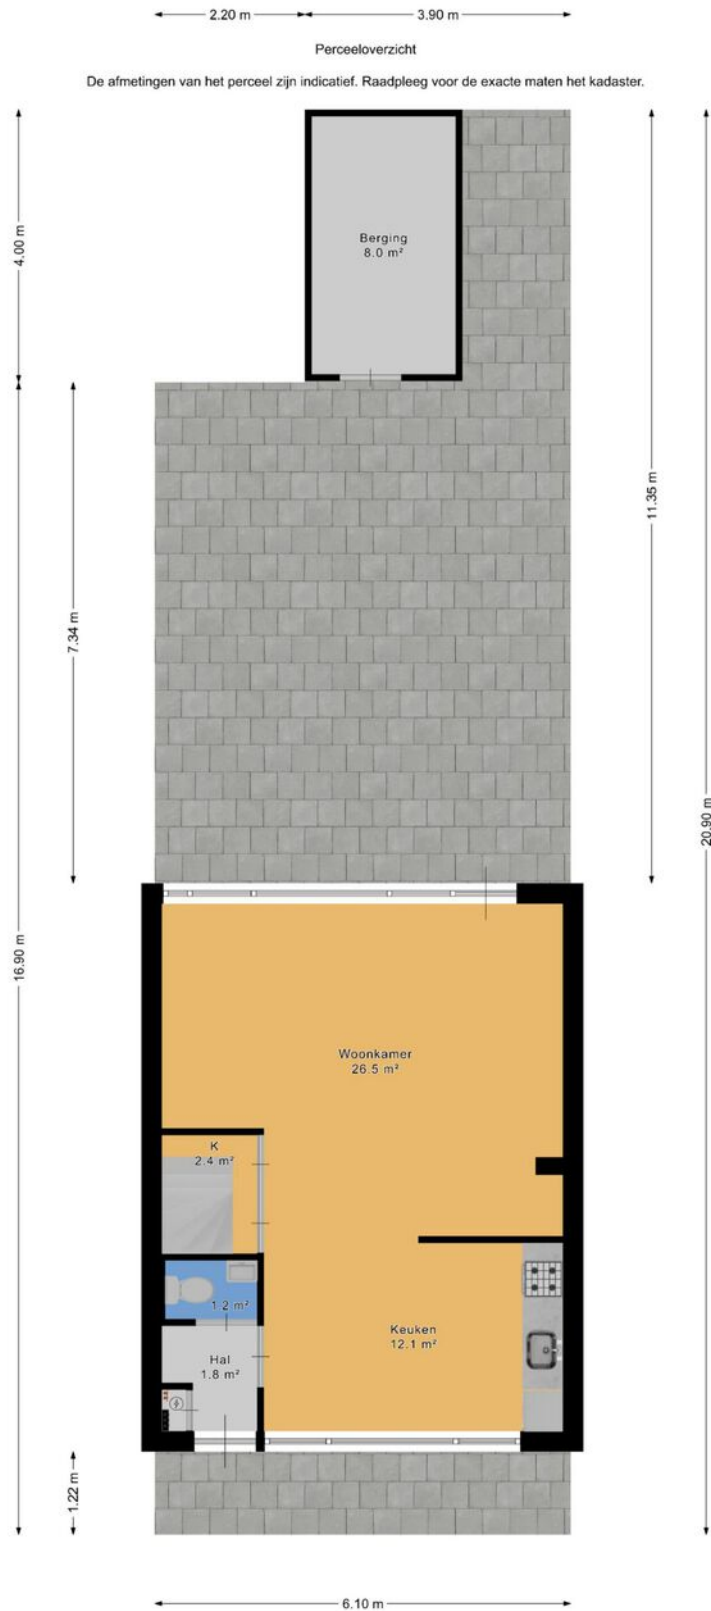 2.20 m
3.90 m
Perceeloverzicht
De afmetingen van het perceel zijn indicatief. Raadpleeg voor de exacte maten het kadaster.
4.00 m
Berging
8.0 m²
11.35 m
7.34 m
20.90 m
16.90 m
Woonkamer
26.5 m²
K
2.4 m²
1.2 m²
Keuken
12.1 m²
Hal
1.8 m²
1.22 m
6.10 m